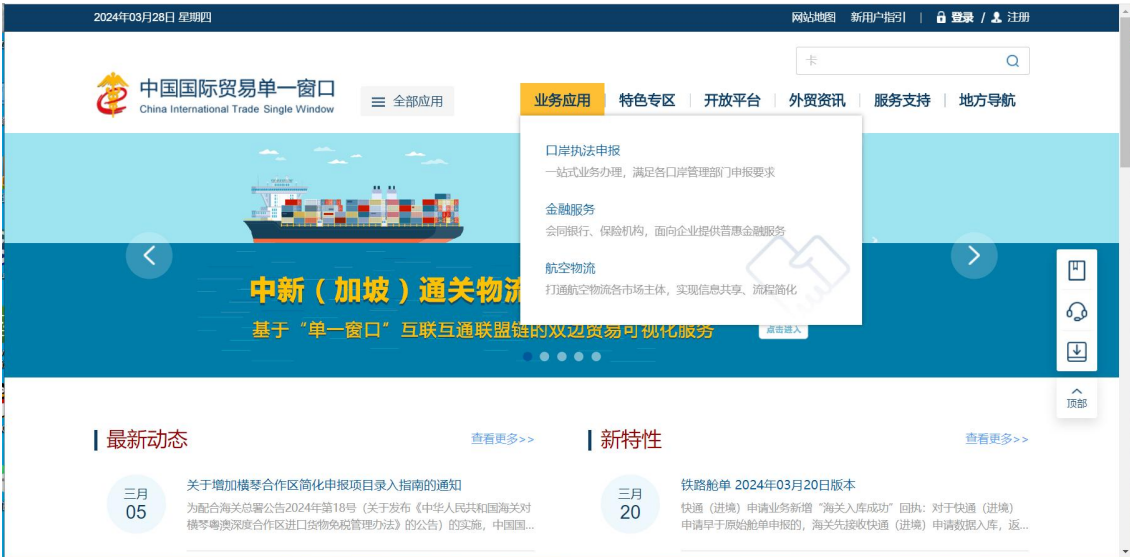 2024年03月28日 星期四
网站地图 新用户指引 | 登录 / 注册
卡
中国国际贸易单一窗口
China International Trade Single Window
全部应用
业务应用 特色专区 开放平台 外贸资讯 服务支持 地方导航
口岸执法申报
一站式业务办理，满足各口岸管理部门申报要求
金融服务
会同银行、保险机构，面向企业提供普惠金融服务
航空物流
打通航空物流各市场主体，实现信息共享、流程简化
中新（加坡）通关物流
基于“单一窗口”互联互通联盟链的双边贸易可视化服务
点击进入
顶部
最新动态
查看更多>>
三月
05
关于增加横琴合作区简化申报项目录入指南的通知
为配合海关总署公告2024年第18号（关于发布《中华人民共和国海关对
横琴粤澳深度合作区进口货物免税管理办法》的公告）的实施，中国国...
新特性
查看更多>>
三月
20
铁路舱单 2024年03月20日版本
快通（进境）申请业务新增“海关入库成功”回执：对于快通（进境）
申请早于原始舱单申报的，海关先接收快通（进境）申请数据入库，返...